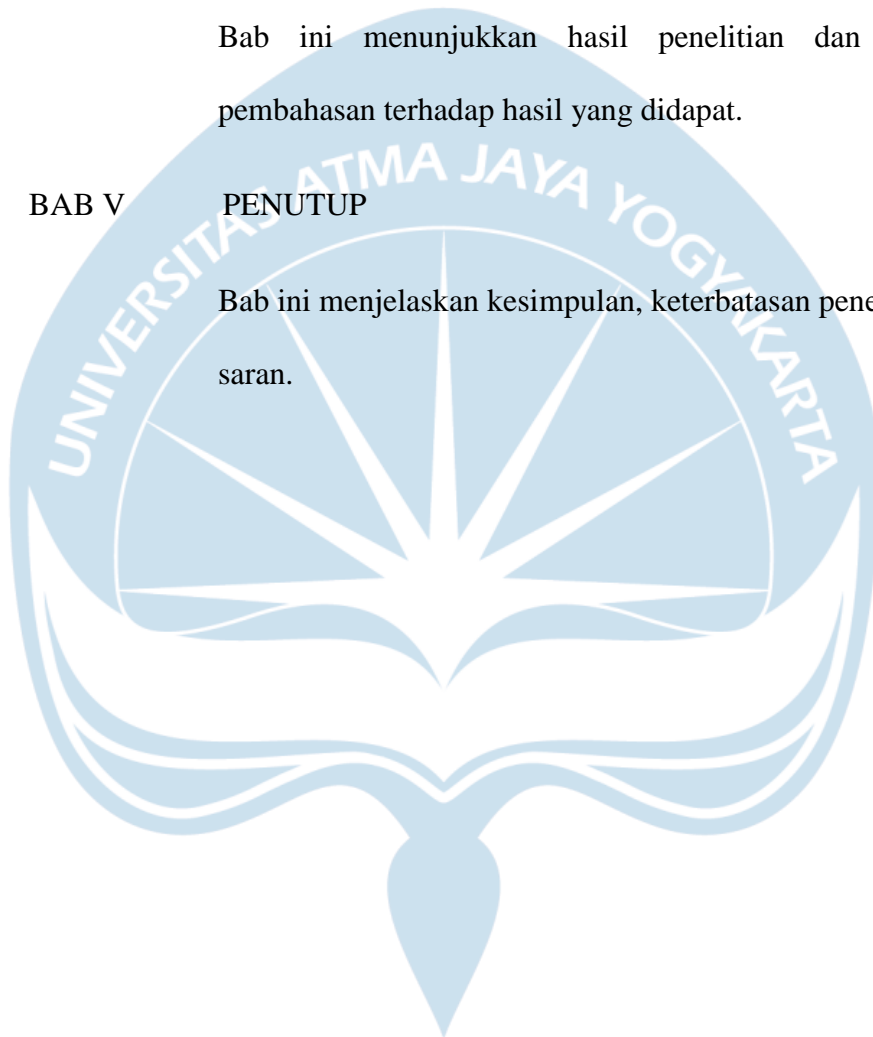 Bab ini menunjukkan hasil penelitian dan
pembahasan terhadap hasil yang didapat.
UNIVERSITAS ATMA JAYA YOGYAKARTA
BAB V PENUTUP
Bab ini menjelaskan kesimpulan, keterbatasan pene
saran.